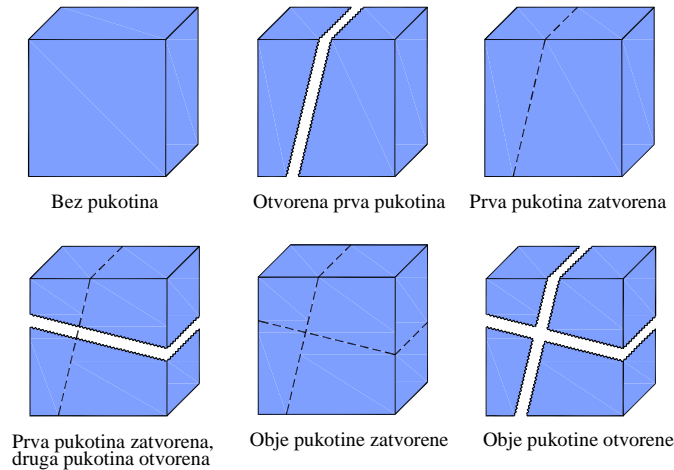 Bez pukotina
Otvorena prva pukotina
Prva pukotina zatvorena
Prva pukotina zatvorena,
druga pukotina otvorena
Obje pukotine zatvorene
Obje pukotine otvorene